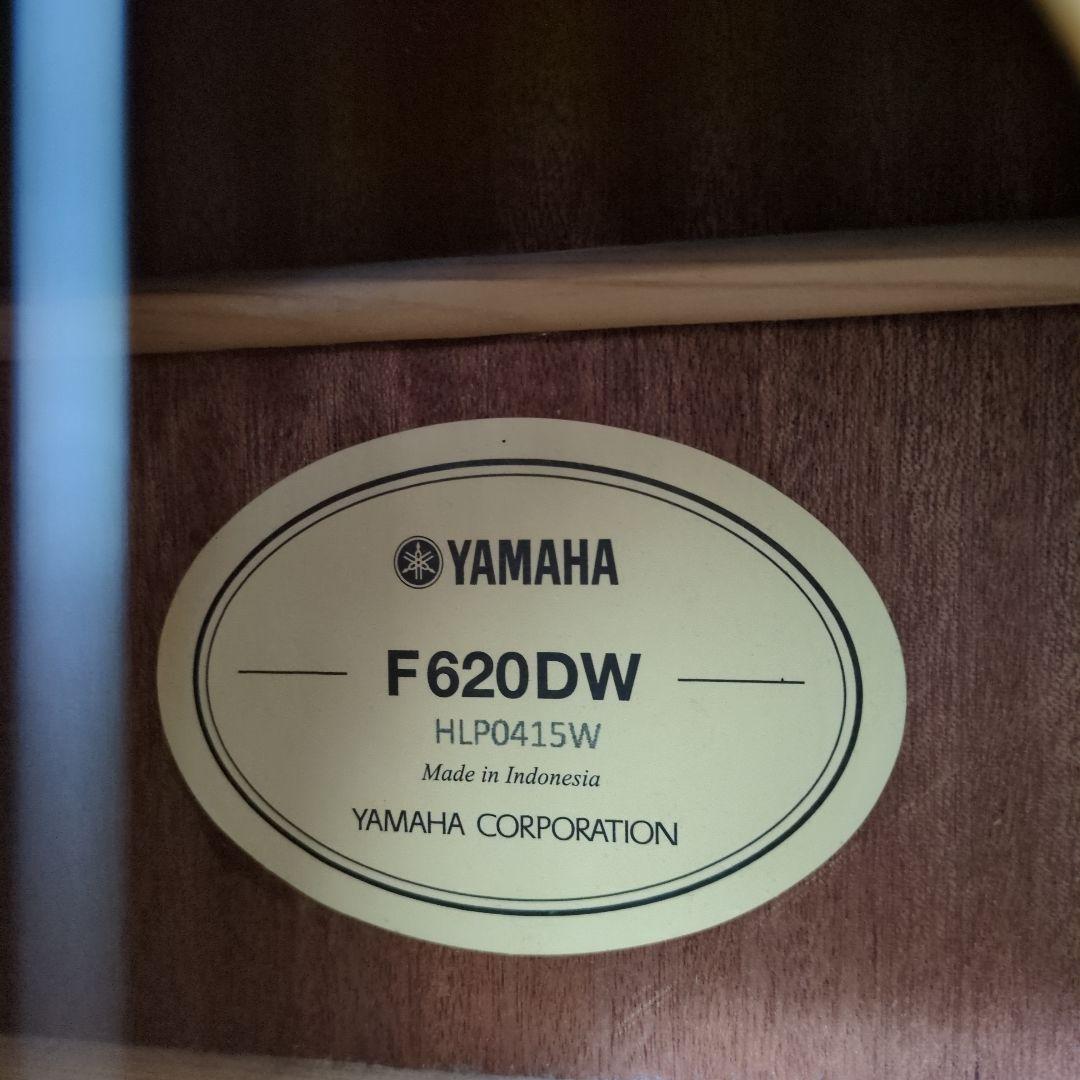 YAMAHA
F620DW
HLP0415W
Made in Indonesia
YAMAHA CORPORATION